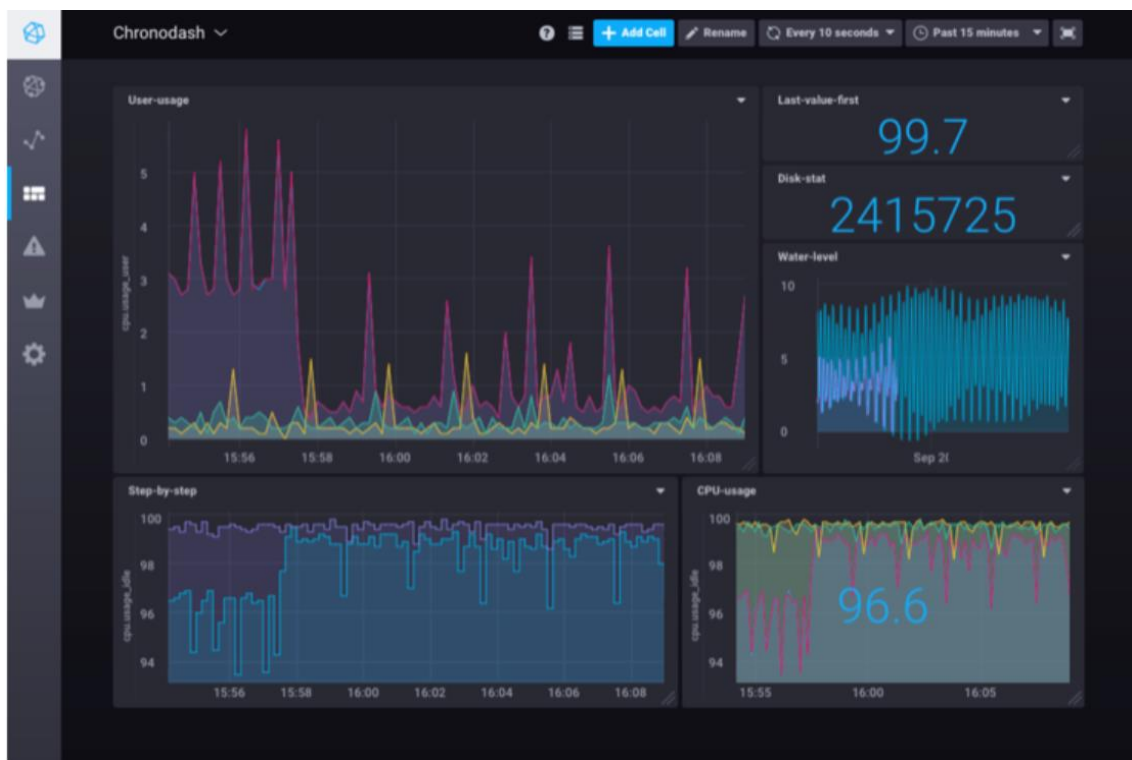 Chronodash
? + Add Cell Rename Every 10 seconds Past 15 minutes
User-usage
cpu.usage_user
5
4
3
2
1
0
15:56 15:58 16:00 16:02 16:04 16:06 16:08
Last-value-first
99.7
Disk-stat
2415725
Water-level
10
5
0
Sep 20
Step-by-step
cpu.usage_idle
100
98
96
94
15:56 15:58 16:00 16:02 16:04 16:06 16:08
CPU-usage
cpu.usage_idle
100
98
96
94
96.6
15:55 16:00 16:05